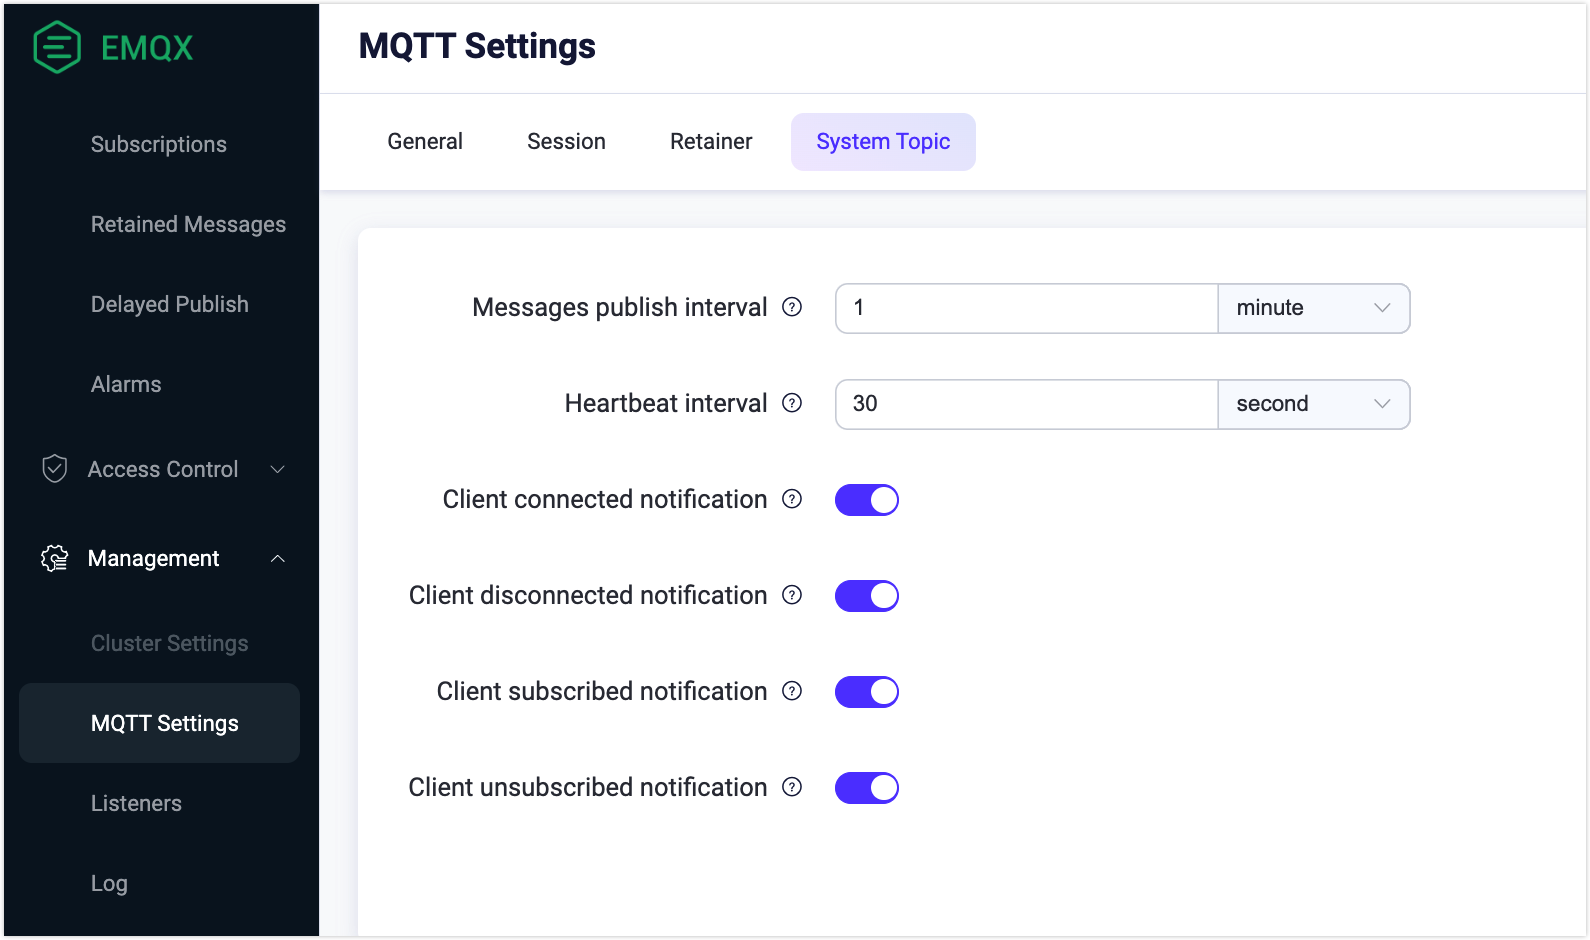 EMQX
Subscriptions
Retained Messages
Delayed Publish
Alarms
Access Control
Management
Cluster Settings
MQTT Settings
Listeners
Log
MQTT Settings
General Session Retainer System Topic
Messages publish interval ? 1 minute
Heartbeat interval ? 30 second
Client connected notification ?
Client disconnected notification ?
Client subscribed notification ?
Client unsubscribed notification ?